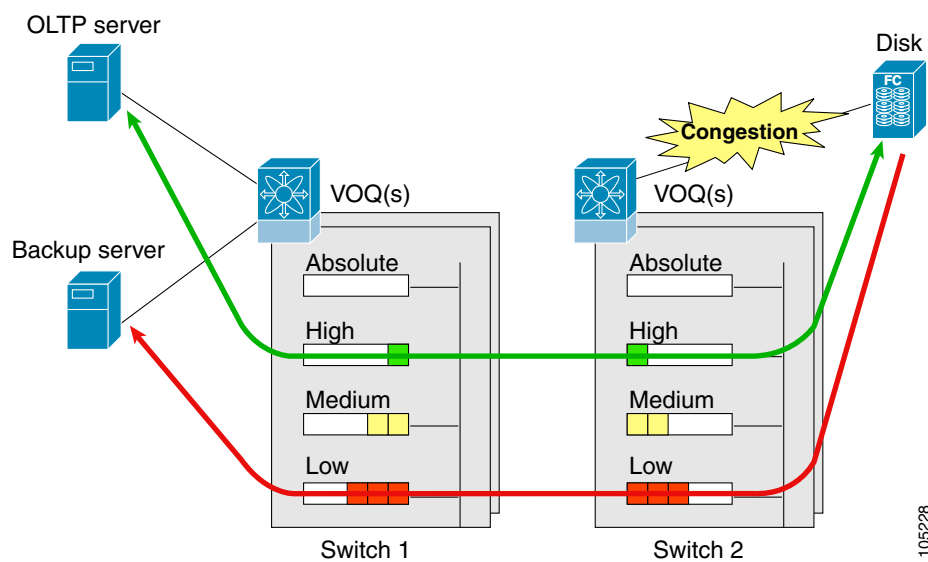 OLTP server
Disk
FC
Congestion
VOQ(s)
VOQ(s)
Backup server
Absolute
Absolute
High
High
Medium
Medium
Low
Low
Switch 1
Switch 2
105228